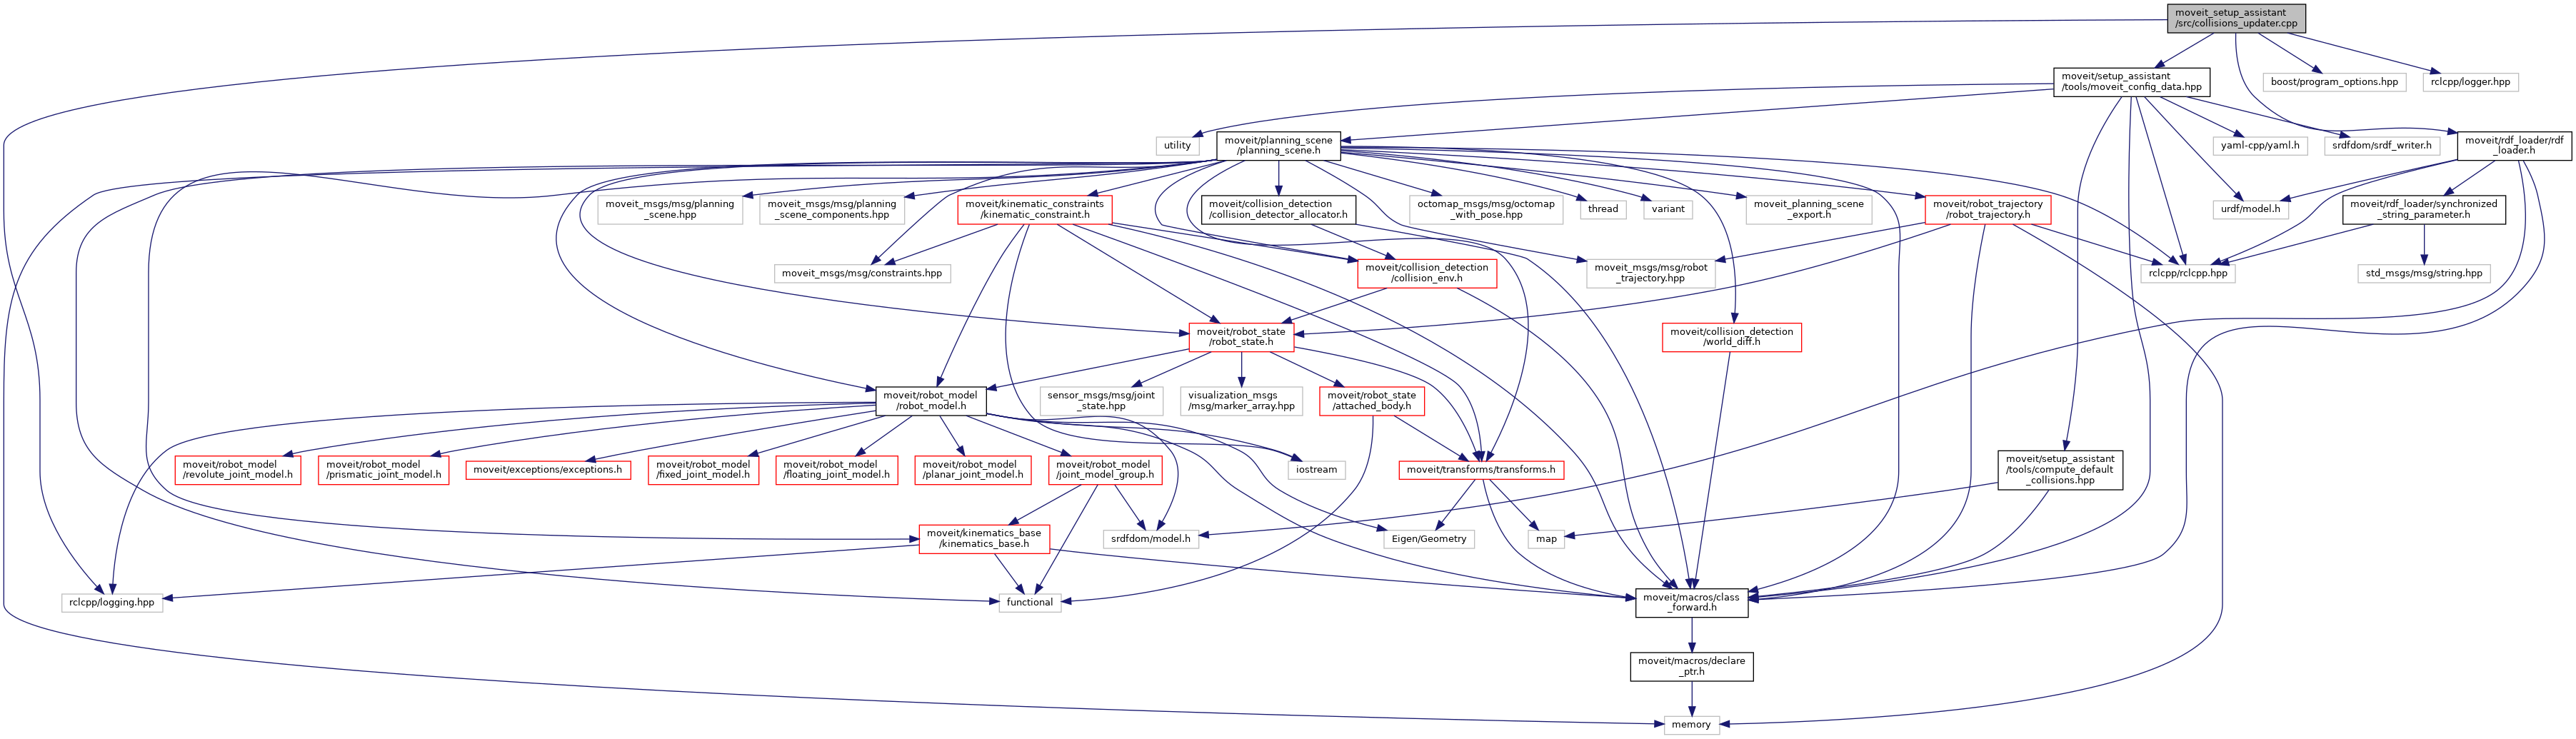 moveit_setup_assistant
/src/collisions_updater.cpp
moveit/setup_assistant
/tools/moveit_config_data.hpp
boost/program_options.hpp
rclcpp/logger.hpp
utility
moveit/planning_scene
/planning_scene.h
yaml-cpp/yaml.h
srdfdom/srdf_writer.h
moveit/rdf_loader/rdf
_loader.h
moveit_msgs/msg/planning
_scene.hpp
moveit_msgs/msg/planning
_scene_components.hpp
moveit/kinematic_constraints
/kinematic_constraint.h
moveit/collision_detection
/collision_detector_allocator.h
octomap_msgs/msg/octomap
_with_pose.hpp
thread
variant
moveit_planning_scene
_export.h
moveit/robot_trajectory
/robot_trajectory.h
urdf/model.h
moveit/rdf_loader/synchronized
_string_parameter.h
moveit_msgs/msg/constraints.hpp
moveit/collision_detection
/collision_env.h
moveit_msgs/msg/robot
_trajectory.hpp
rclcpp/rclcpp.hpp
std_msgs/msg/string.hpp
moveit/robot_state
/robot_state.h
moveit/collision_detection
/world_diff.h
moveit/robot_model
/robot_model.h
sensor_msgs/msg/joint
_state.hpp
visualization_msgs
/msg/marker_array.hpp
moveit/robot_state
/attached_body.h
moveit/robot_model
/revolute_joint_model.h
moveit/robot_model
/prismatic_joint_model.h
moveit/exceptions/exceptions.h
moveit/robot_model
/fixed_joint_model.h
moveit/robot_model
/floating_joint_model.h
moveit/robot_model
/planar_joint_model.h
moveit/robot_model
/joint_model_group.h
iostream
moveit/transforms/transforms.h
moveit/setup_assistant
/tools/compute_default
_collisions.hpp
moveit/kinematics_base
/kinematics_base.h
srdfdom/model.h
Eigen/Geometry
map
rclcpp/logging.hpp
functional
moveit/macros/class
_forward.h
moveit/macros/declare
_ptr.h
memory